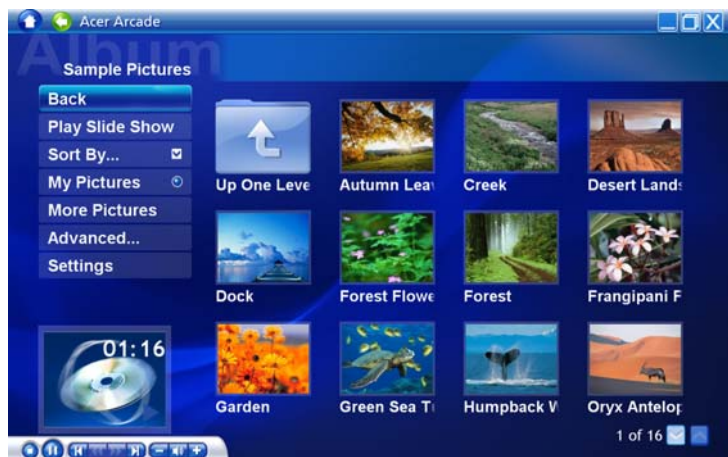 Acer Arcade
Album
Sample Pictures
Back
Play Slide Show
Sort By...
My Pictures
More Pictures
Advanced...
Settings
Up One Leve
Autumn Lea
Creek
Desert Lands
Dock
Forest Flowe
Forest
Frangipani F
Garden
Green Sea T
Humpback W
Oryx Antelop
01:16
1 of 16